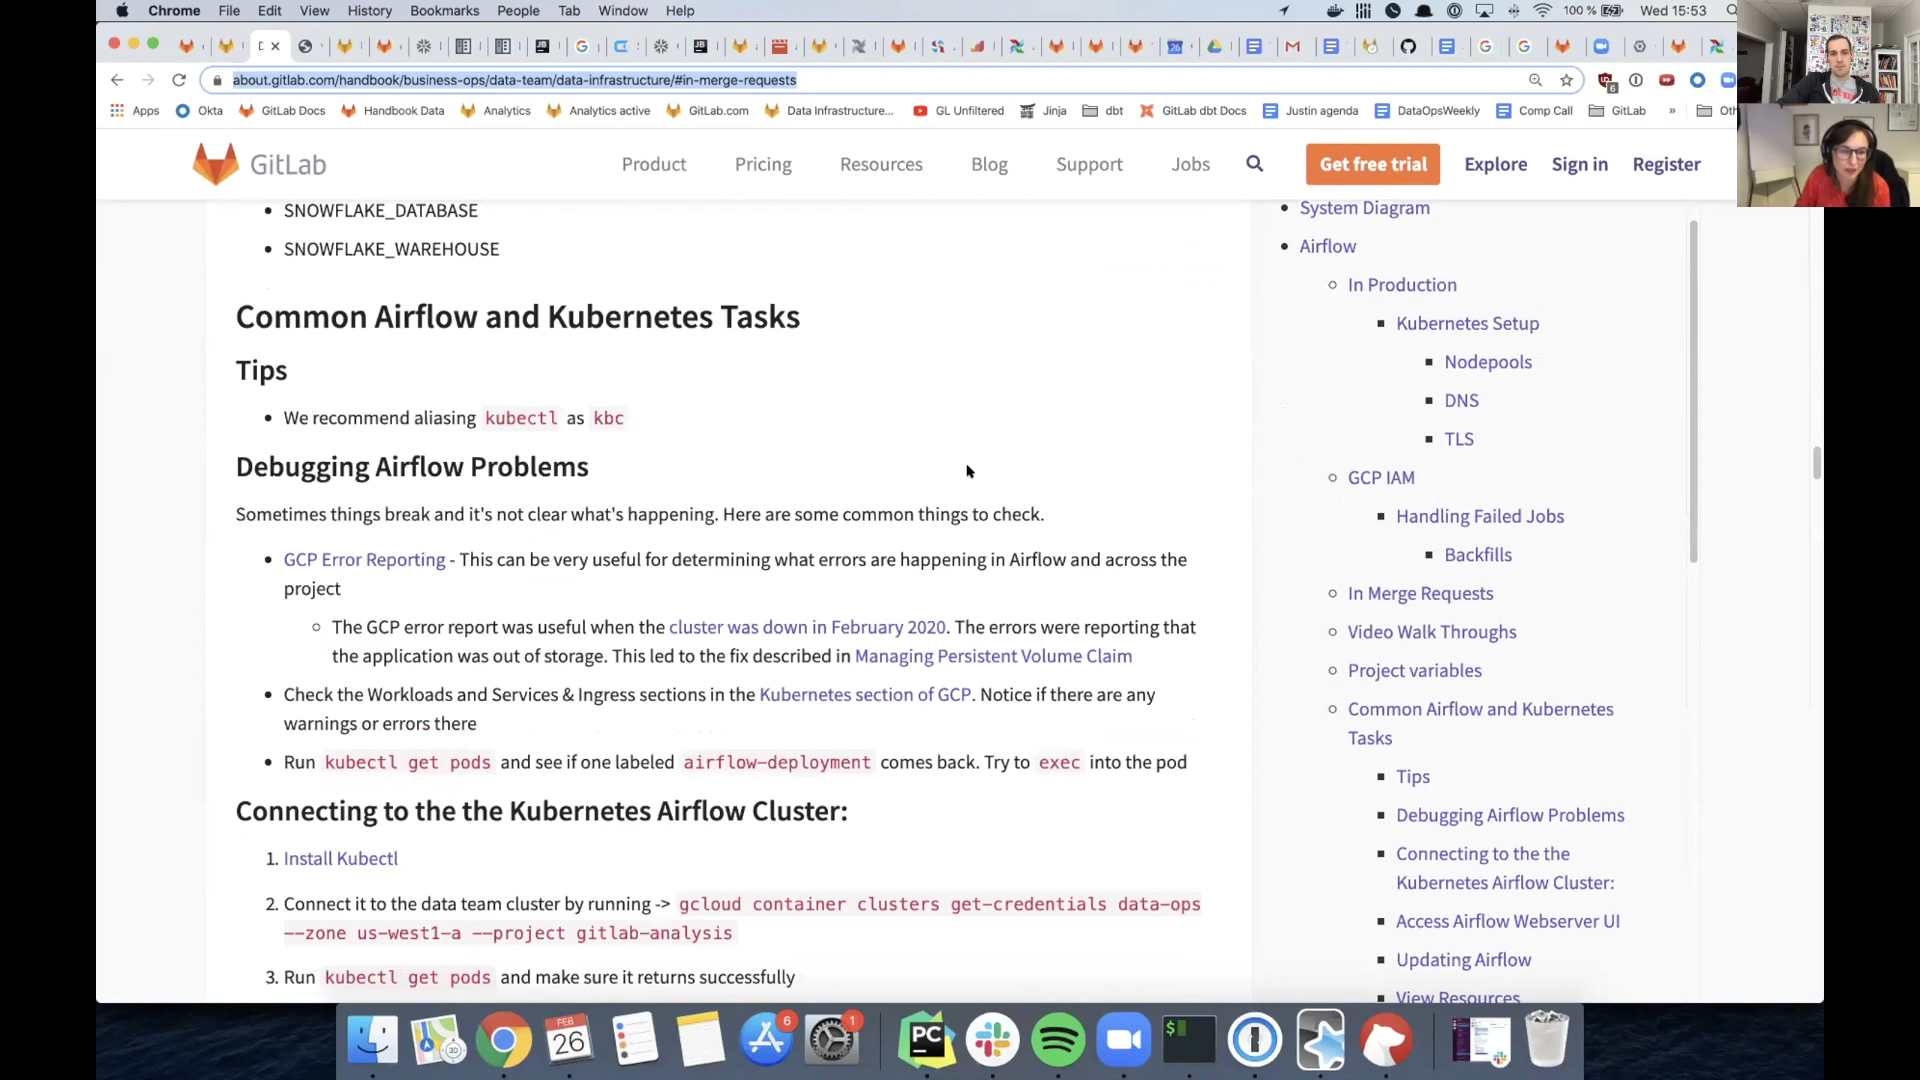 Chrome File Edit View History Bookmarks People Tab Window Help 100 % Wed 15:53
about.gitlab.com/handbook/business-ops/data-team/data-infrastructure/#in-merge-requests
Apps Okta GitLab Docs Handbook Data Analytics Analytics active GitLab.com Data Infrastructure... GL Unfiltered Jinja dbt GitLab dbt Docs Justin agenda DataOpsWeekly Comp Call GitLab » Oth
GitLab Product Pricing Resources Blog Support Jobs Get free trial Explore Sign in Register
• SNOWFLAKE_DATABASE
• SNOWFLAKE_WAREHOUSE
Common Airflow and Kubernetes Tasks
Tips
• We recommend aliasing kubectl as kbc
Debugging Airflow Problems
Sometimes things break and it's not clear what's happening. Here are some common things to check.
• GCP Error Reporting - This can be very useful for determining what errors are happening in Airflow and across the
project
○ The GCP error report was useful when the cluster was down in February 2020. The errors were reporting that
the application was out of storage. This led to the fix described in Managing Persistent Volume Claim
• Check the Workloads and Services & Ingress sections in the Kubernetes section of GCP. Notice if there are any
warnings or errors there
• Run kubectl get pods and see if one labeled airflow-deployment comes back. Try to exec into the pod
Connecting to the the Kubernetes Airflow Cluster:
1. Install Kubectl
2. Connect it to the data team cluster by running -> gcloud container clusters get-credentials data-ops
--zone us-west1-a --project gitlab-analysis
3. Run kubectl get pods and make sure it returns successfully
• System Diagram
• Airflow
○ In Production
▪ Kubernetes Setup
▪ Nodepools
▪ DNS
▪ TLS
○ GCP IAM
▪ Handling Failed Jobs
▪ Backfills
○ In Merge Requests
○ Video Walk Throughs
○ Project variables
○ Common Airflow and Kubernetes
Tasks
▪ Tips
▪ Debugging Airflow Problems
▪ Connecting to the the
Kubernetes Airflow Cluster:
▪ Access Airflow Webserver UI
▪ Updating Airflow
▪ View Resources
FEB
26
6
1
PC
$